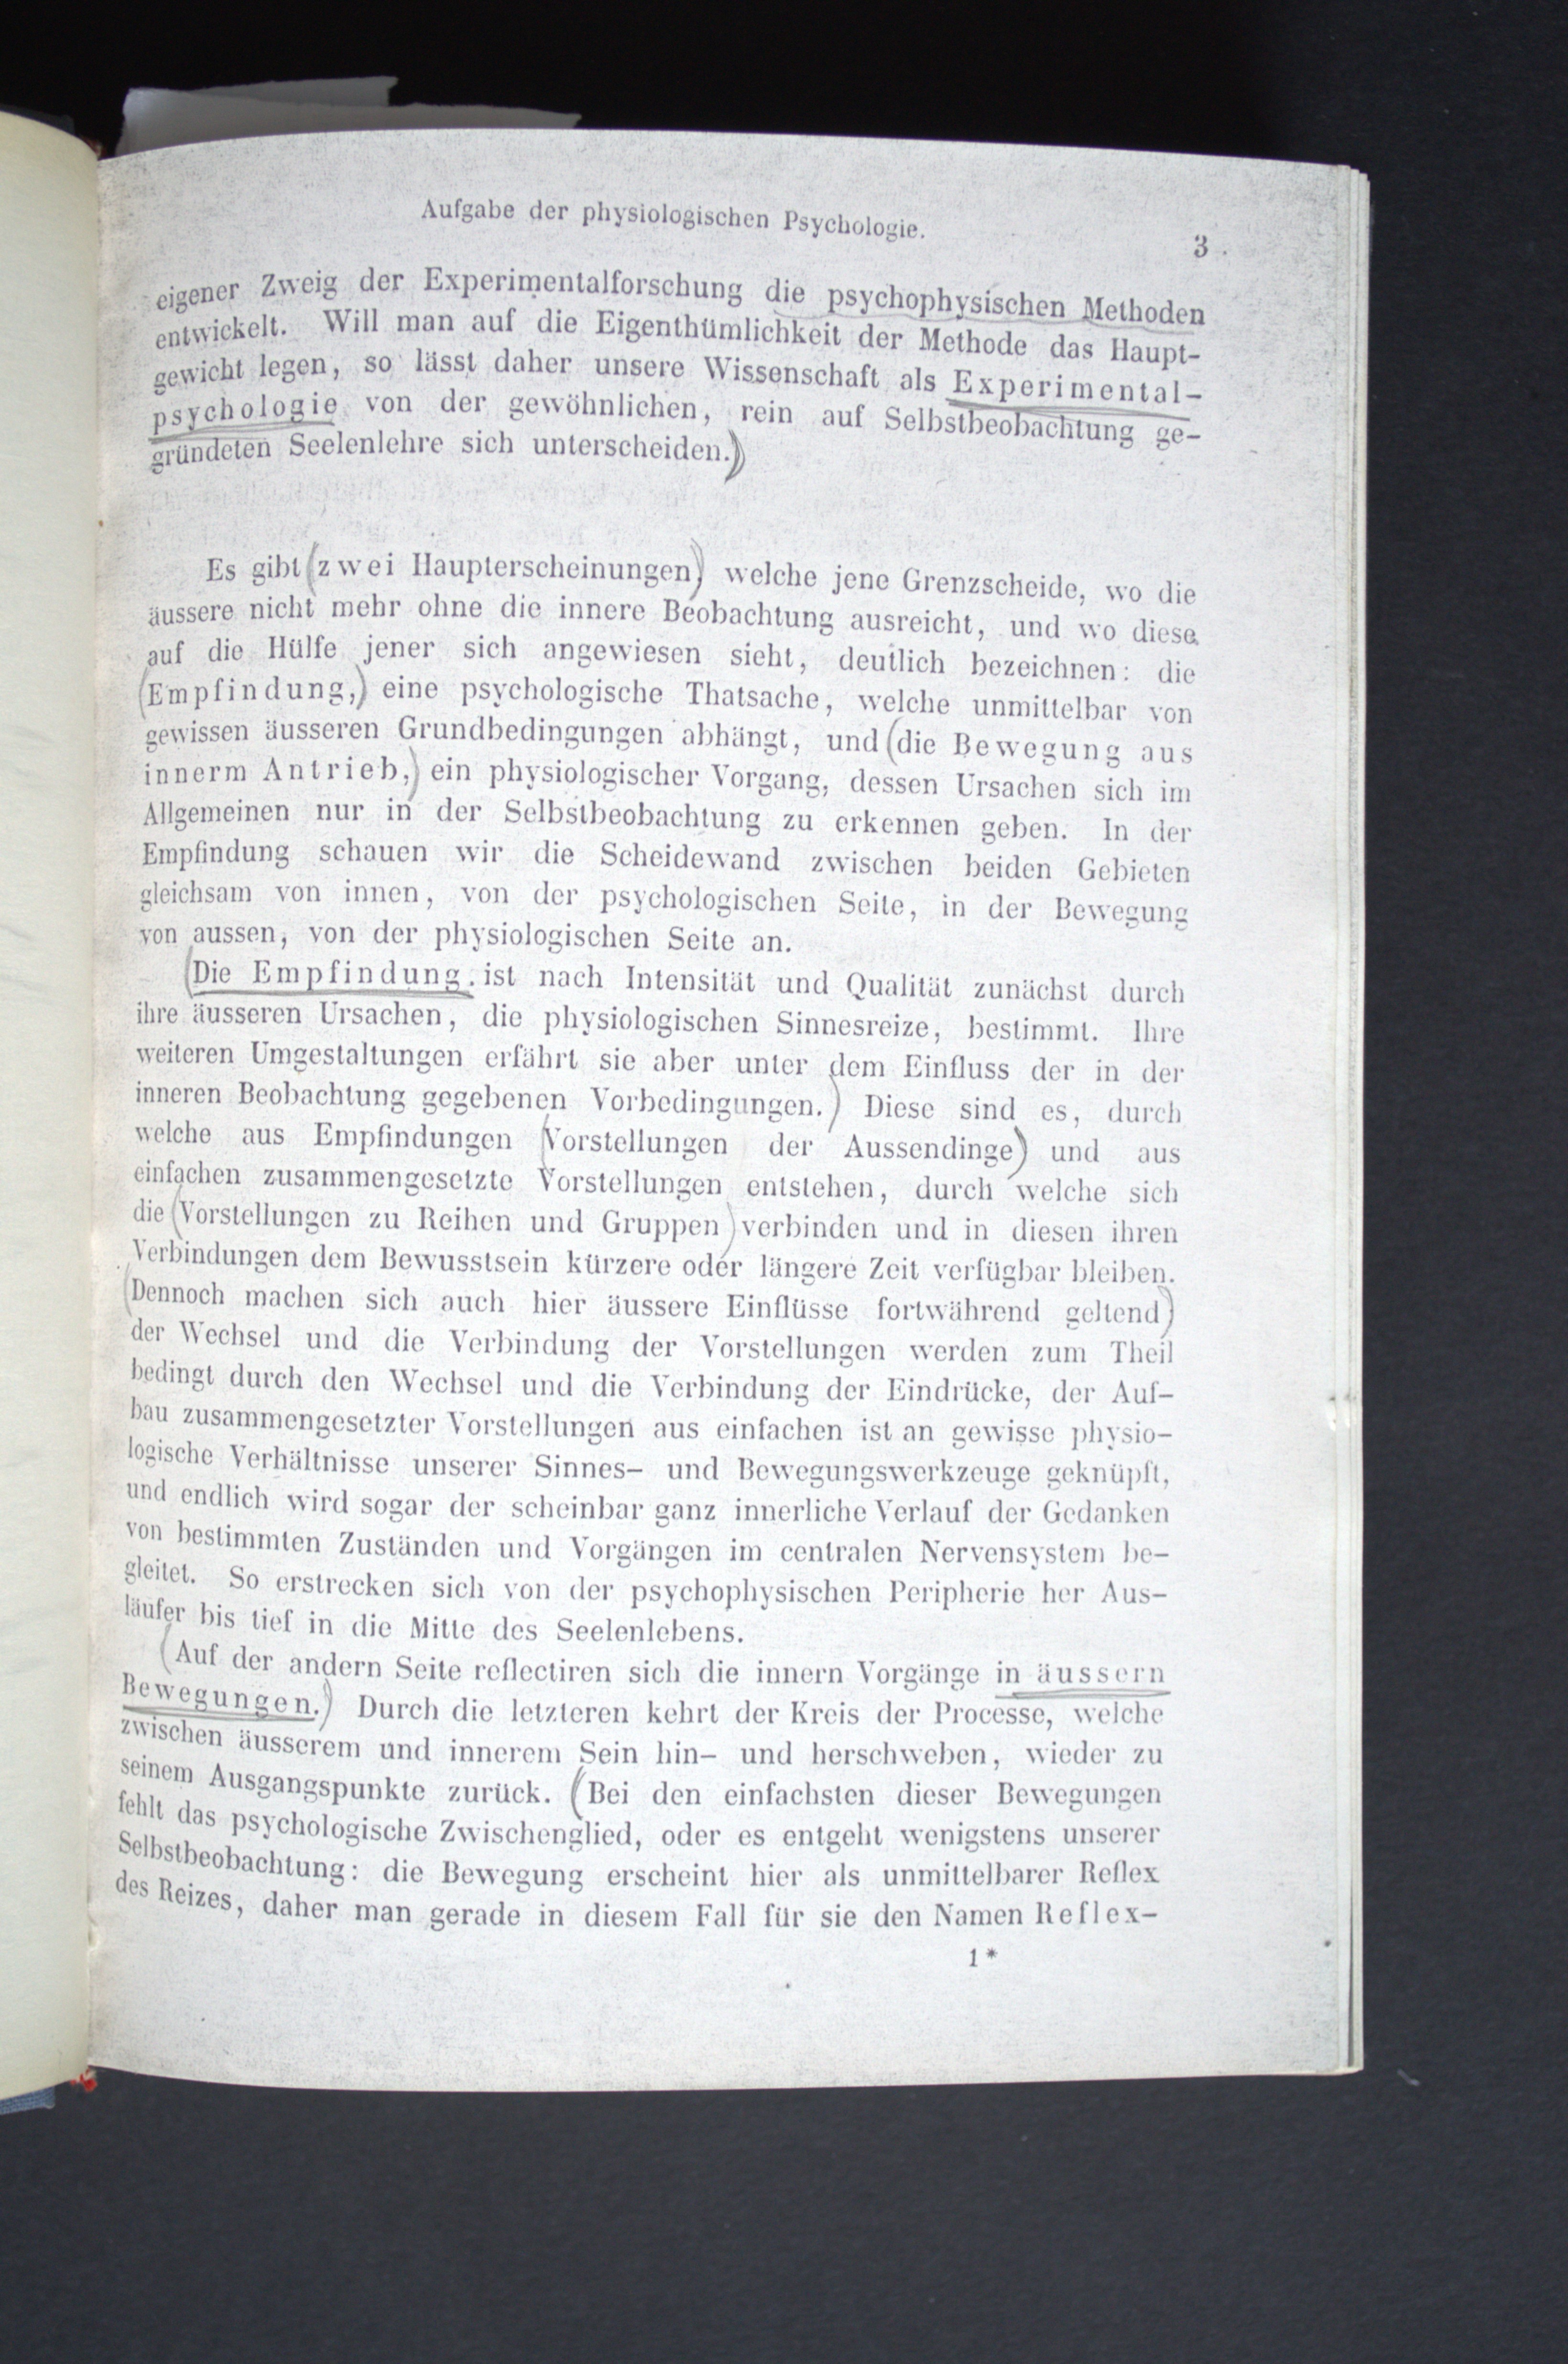 Aufgabe der physiologischen Psychologie.
3
eigener Zweig der Experimentalforschung die psychophysischen Methoden
entwickelt. Will man auf die Eigenthümlichkeit der Methode das Haupt-
gewicht legen, so lässt daher unsere Wissenschaft als Experimental-
psychologie von der gewöhnlichen, rein auf Selbstbeobachtung ge-
gründeten Seelenlehre sich unterscheiden.)
Es gibt (zwei Haupterscheinungen) welche jene Grenzscheide, wo die
äussere nicht mehr ohne die innere Beobachtung ausreicht, und wo diese
auf die Hülfe jener sich angewiesen sieht, deutlich bezeichnen: die
(Empfindung,) eine psychologische Thatsache, welche unmittelbar von
gewissen äusseren Grundbedingungen abhängt, und (die Bewegung aus
innerm Antrieb,) ein physiologischer Vorgang, dessen Ursachen sich im
Allgemeinen nur in der Selbstbeobachtung zu erkennen geben. In der
Empfindung schauen wir die Scheidewand zwischen beiden Gebieten
gleichsam von innen, von der psychologischen Seite, in der Bewegung
von aussen, von der physiologischen Seite an.
(Die Empfindung ist nach Intensität und Qualität zunächst durch
ihre äusseren Ursachen, die physiologischen Sinnesreize, bestimmt. Ihre
weiteren Umgestaltungen erfährt sie aber unter dem Einfluss der in der
inneren Beobachtung gegebenen Vorbedingungen.) Diese sind es, durch
welche aus Empfindungen (Vorstellungen der Aussendinge) und aus
einfachen zusammengesetzte Vorstellungen entstehen, durch welche sich
die (Vorstellungen zu Reihen und Gruppen) verbinden und in diesen ihren
Verbindungen dem Bewusstsein kürzere oder längere Zeit verfügbar bleiben.
(Dennoch machen sich auch hier äussere Einflüsse fortwährend geltend)
der Wechsel und die Verbindung der Vorstellungen werden zum Theil
bedingt durch den Wechsel und die Verbindung der Eindrücke, der Auf-
bau zusammengesetzter Vorstellungen aus einfachen ist an gewisse physio-
logische Verhältnisse unserer Sinnes- und Bewegungswerkzeuge geknüpft,
und endlich wird sogar der scheinbar ganz innerliche Verlauf der Gedanken
von bestimmten Zuständen und Vorgängen im centralen Nervensystem be-
gleitet. So erstrecken sich von der psychophysischen Peripherie her Aus-
läufer bis tief in die Mitte des Seelenlebens.
(Auf der andern Seite reflectiren sich die innern Vorgänge in äussern
Bewegungen.) Durch die letzteren kehrt der Kreis der Processe, welche
zwischen äusserem und innerem Sein hin- und herschweben, wieder zu
seinem Ausgangspunkte zurück. (Bei den einfachsten dieser Bewegungen
fehlt das psychologische Zwischenglied, oder es entgeht wenigstens unserer
Selbstbeobachtung: die Bewegung erscheint hier als unmittelbarer Reflex
des Reizes, daher man gerade in diesem Fall für sie den Namen Reflex-
1*